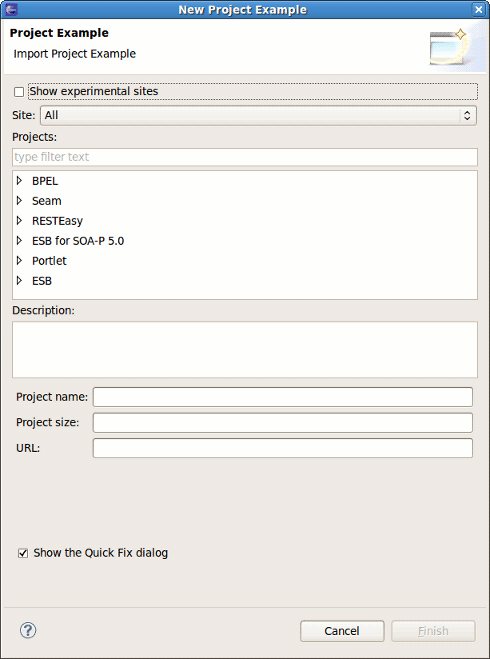 New Project Example
Project Example
Import Project Example
Show experimental sites
Site: All
Projects:
type filter text
BPEL
Seam
RESTEasy
ESB for SOA-P 5.0
Portlet
ESB
Description:
Project name:
Project size:
URL:
Show the Quick Fix dialog
? Cancel Finish